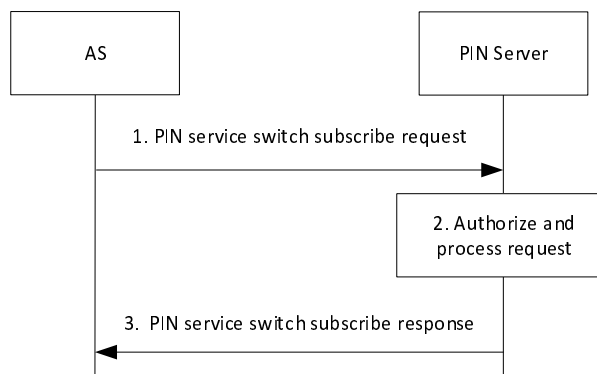 AS
PIN Server
1. PIN service switch subscribe request
2. Authorize and
process request
3. PIN service switch subscribe response